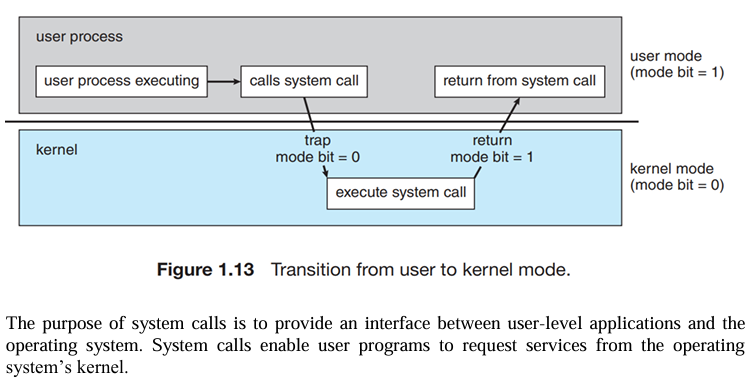 user process
user process executing
calls system call
return from system call
user mode
(mode bit = 1)
kernel
trap
mode bit = 0
return
mode bit = 1
execute system call
kernel mode
(mode bit = 0)
Figure 1.13 Transition from user to kernel mode.
The purpose of system calls is to provide an interface between user-level applications and the
operating system. System calls enable user programs to request services from the operating
system’s kernel.